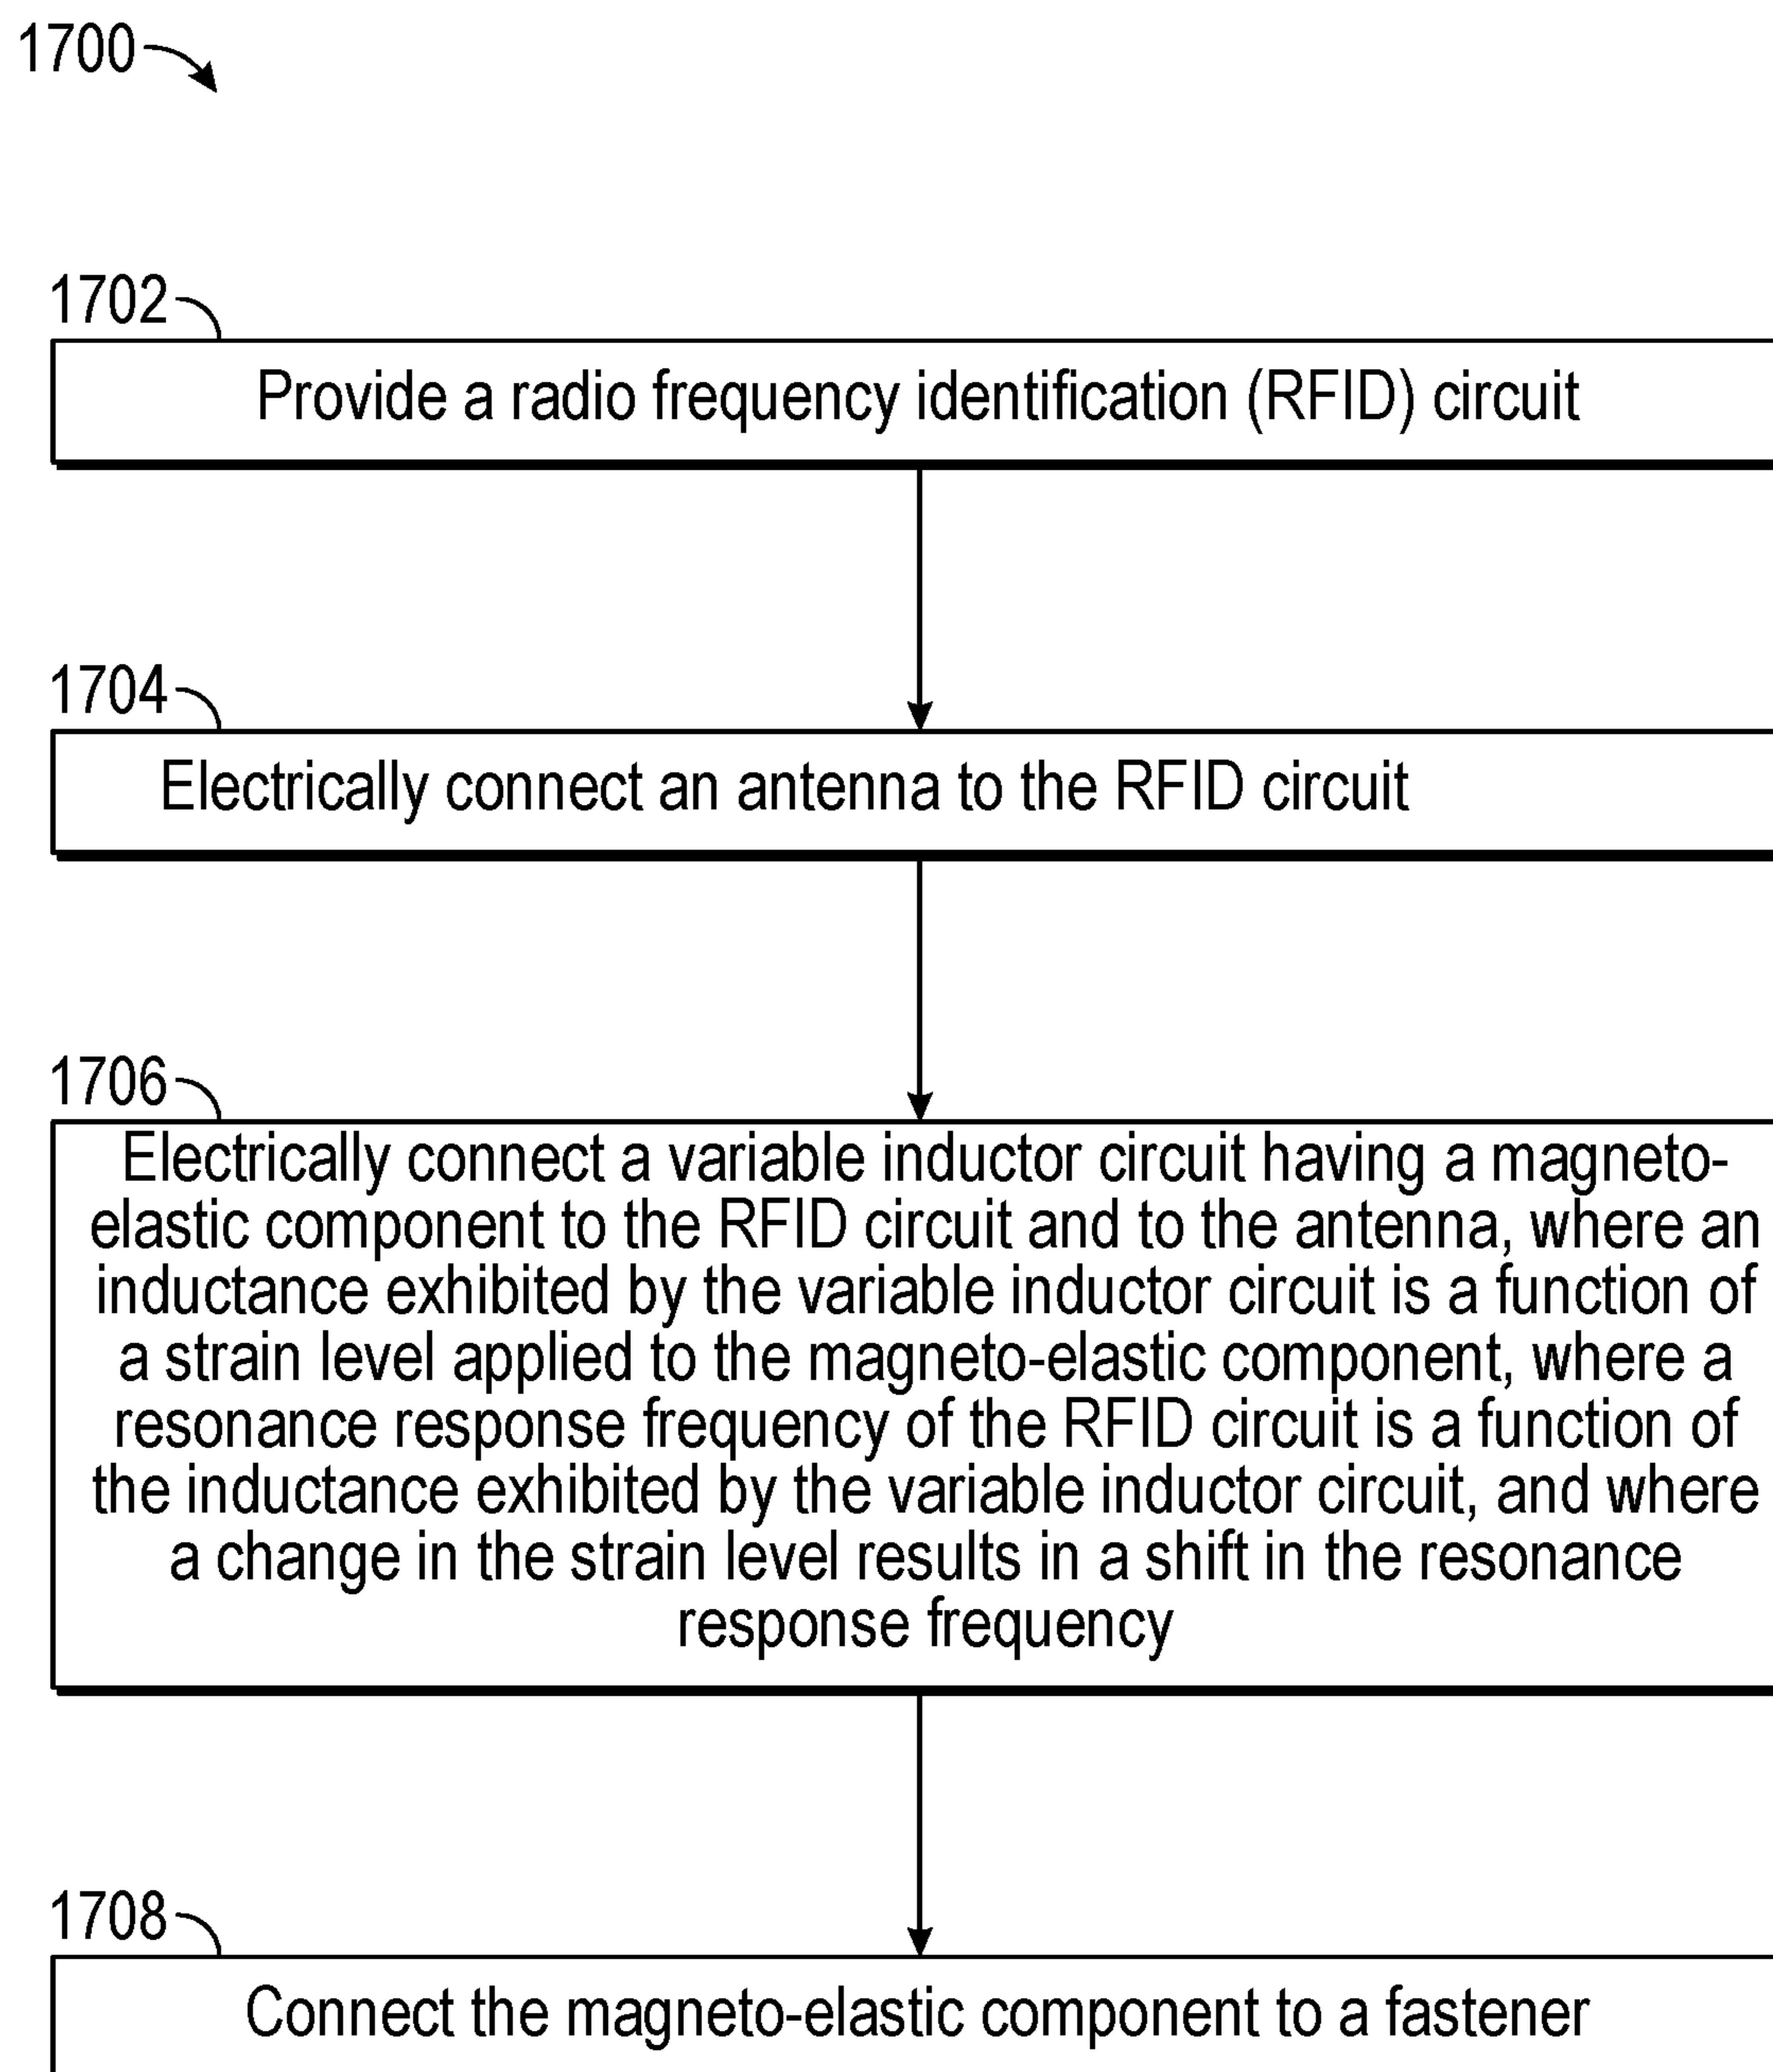 1700
1702
Provide a radio frequency identification (RFID) circuit
1704
Electrically connect an antenna to the RFID circuit
1706
Electrically connect a variable inductor circuit having a magneto-
elastic component to the RFID circuit and to the antenna, where an
inductance exhibited by the variable inductor circuit is a function of
a strain level applied to the magneto-elastic component, where a
resonance response frequency of the RFID circuit is a function of
the inductance exhibited by the variable inductor circuit, and where
a change in the strain level results in a shift in the resonance
response frequency
1708
Connect the magneto-elastic component to a fastener